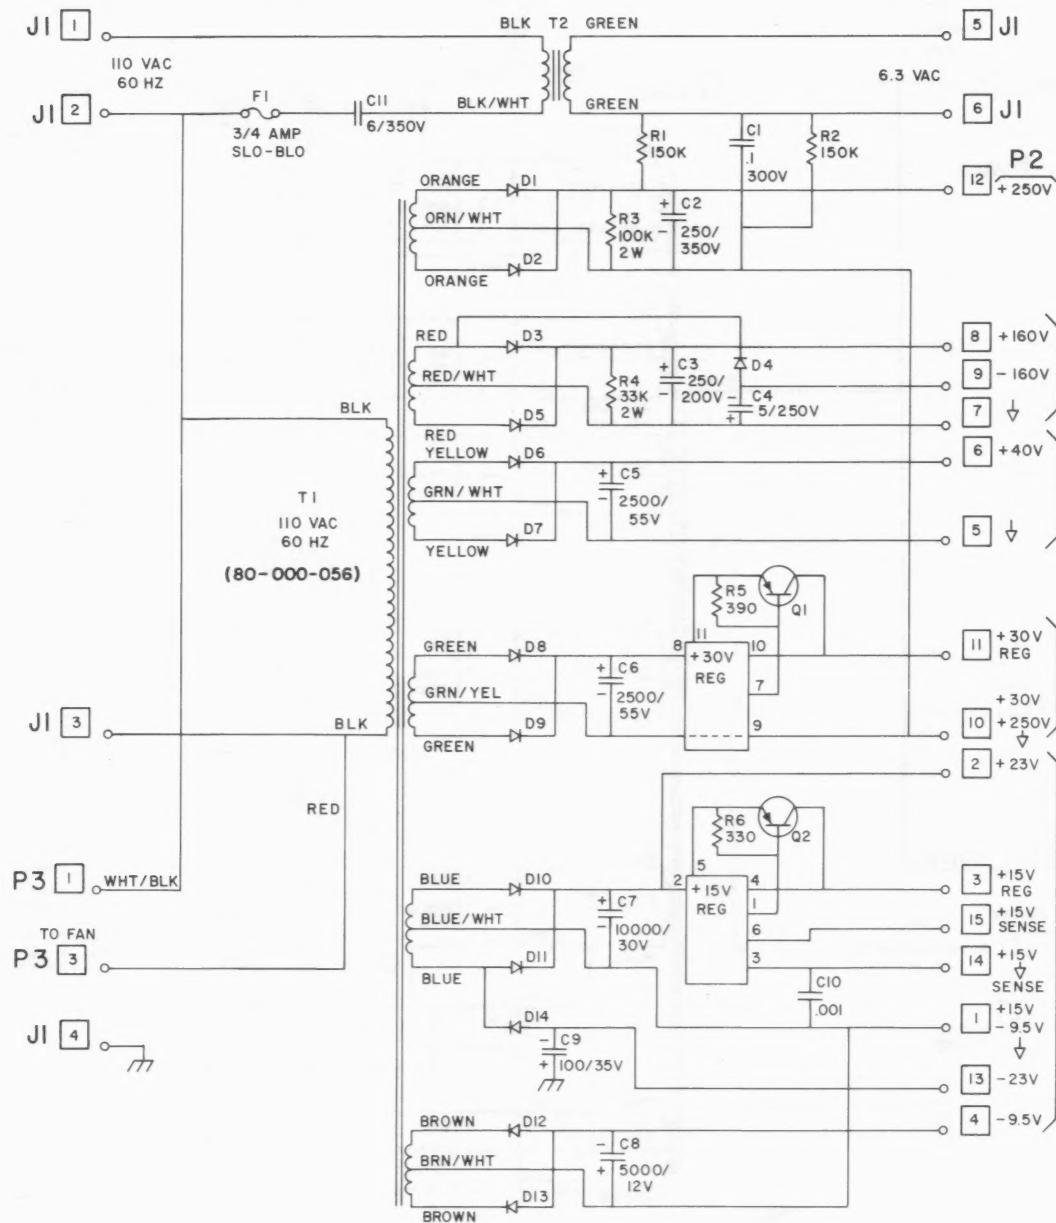 J1 1
BLK T2 GREEN
5 J1
110 VAC
60 HZ
6.3 VAC
F1
C11
6/350V
BLK/WHT
GREEN
J1 2
6 J1
3/4 AMP
SLO-BLO
R1
150K
C1
.1
300V
R2
150K
P2
12 +250V
ORANGE
D1
ORN/WHT
R3
100K
2W
+ C2
- 250/
350V
D2
ORANGE
RED
D3
8 +160V
RED/WHT
R4
33K
2W
+ C3
- 250/
200V
D4
9 -160V
- C4
+ 5/250V
7
D5
BLK
RED
YELLOW
D6
6 +40V
GRN/WHT
+ C5
- 2500/
55V
T1
110 VAC
60 HZ
(80-000-056)
D7
5
YELLOW
R5
390
Q1
11
GREEN
D8
8 +30V 10
REG
11 +30V
REG
+ C6
- 2500/
55V
7
GRN/YEL
J1 3
BLK
D9
9
+30V
10 +250V
GREEN
2 +23V
RED
R6
330
Q2
5
P3 1 WHT/BLK
BLUE
D10
2 +15V 4
REG
3 +15V
REG
+ C7
- 10000/
30V
1
BLUE/WHT
6
15 +15V
SENSE
TO FAN
P3 3
D11
3
14 +15V
SENSE
BLUE
C10
.001
J1 4
D14
- C9
+ 100/35V
1 +15V
-9.5V
13 -23V
BROWN
D12
4 -9.5V
BRN/WHT
- C8
+ 5000/
12V
D13
BROWN